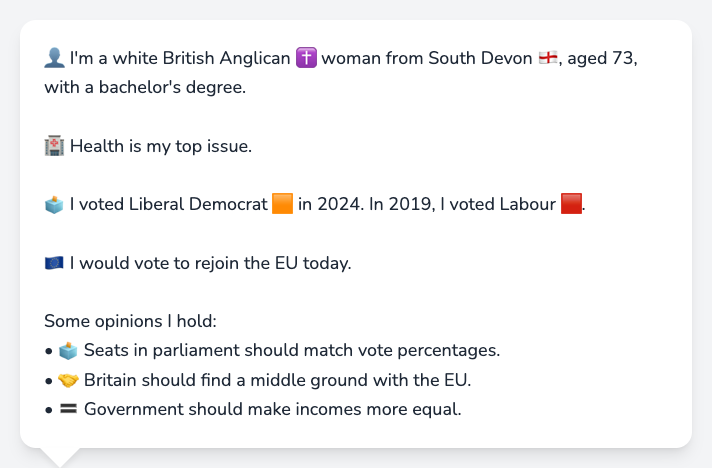 👤 I'm a white British Anglican ✝️ woman from South Devon 🏴󠁧󠁢󠁥󠁮󠁧󠁿, aged 73,
with a bachelor's degree.
🏥 Health is my top issue.
🗳️ I voted Liberal Democrat 🟧 in 2024. In 2019, I voted Labour 🟥.
🇪🇺 I would vote to rejoin the EU today.
Some opinions I hold:
• 🗳️ Seats in parliament should match vote percentages.
• 🤝 Britain should find a middle ground with the EU.
• 🟰 Government should make incomes more equal.